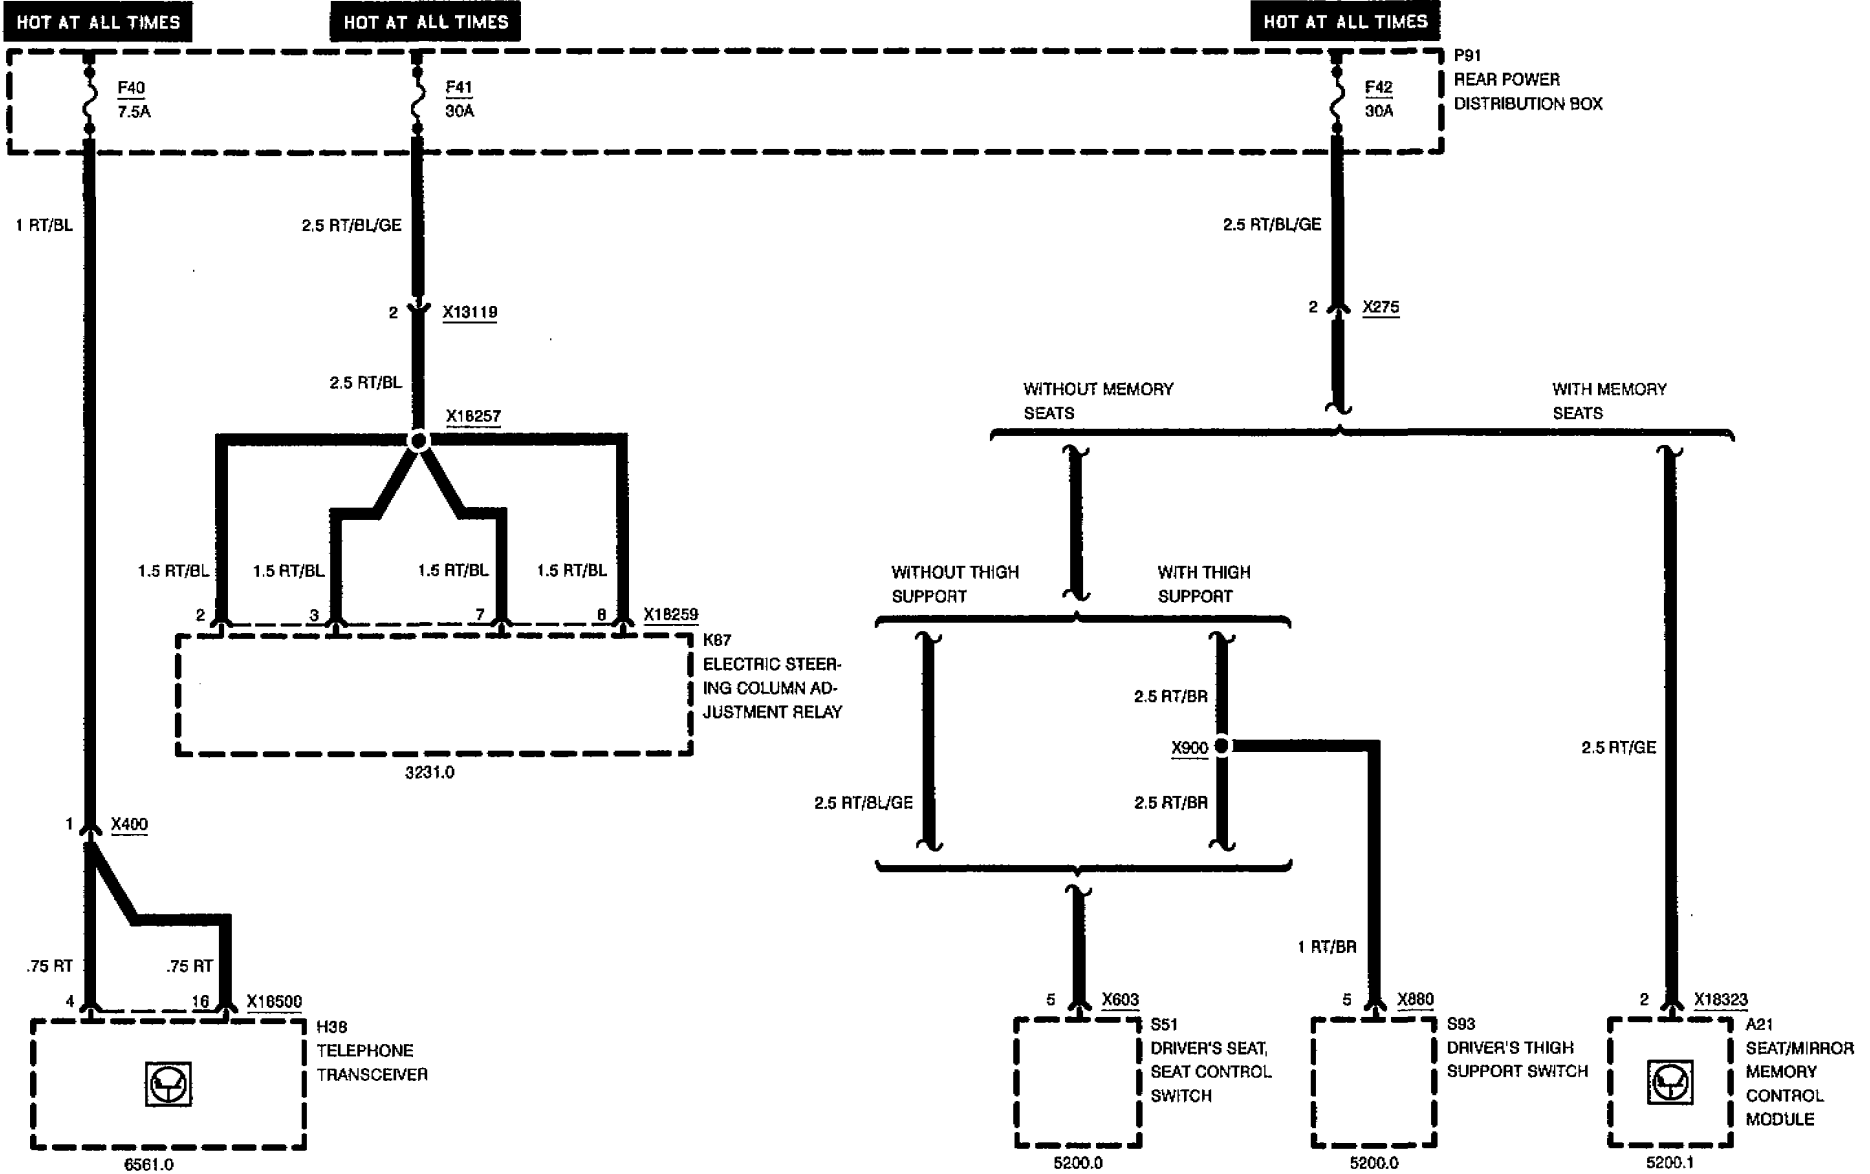 HOT AT ALL TIMES
HOT AT ALL TIMES
HOT AT ALL TIMES
P91
REAR POWER
DISTRIBUTION BOX
F40
7.5A
F41
30A
F42
30A
1 RT/BL
2.5 RT/BL/GE
2.5 RT/BL/GE
2
X13119
2
X275
2.5 RT/BL
WITHOUT MEMORY
SEATS
WITH MEMORY
SEATS
X18257
1.5 RT/BL
1.5 RT/BL
1.5 RT/BL
1.5 RT/BL
WITHOUT THIGH
SUPPORT
WITH THIGH
SUPPORT
2
3
7
8
X18259
K87
ELECTRIC STEER-
ING COLUMN AD-
JUSTMENT RELAY
3231.0
2.5 RT/BR
X900
2.5 RT/GE
2.5 RT/BL/GE
2.5 RT/BR
1
X400
1 RT/BR
.75 RT
.75 RT
4
16
X18500
5
X603
5
X880
2
X18323
H38
TELEPHONE
TRANSCEIVER
6561.0
S51
DRIVER'S SEAT,
SEAT CONTROL
SWITCH
5200.0
S93
DRIVER'S THIGH
SUPPORT SWITCH
5200.0
A21
SEAT/MIRROR
MEMORY
CONTROL
MODULE
5200.1